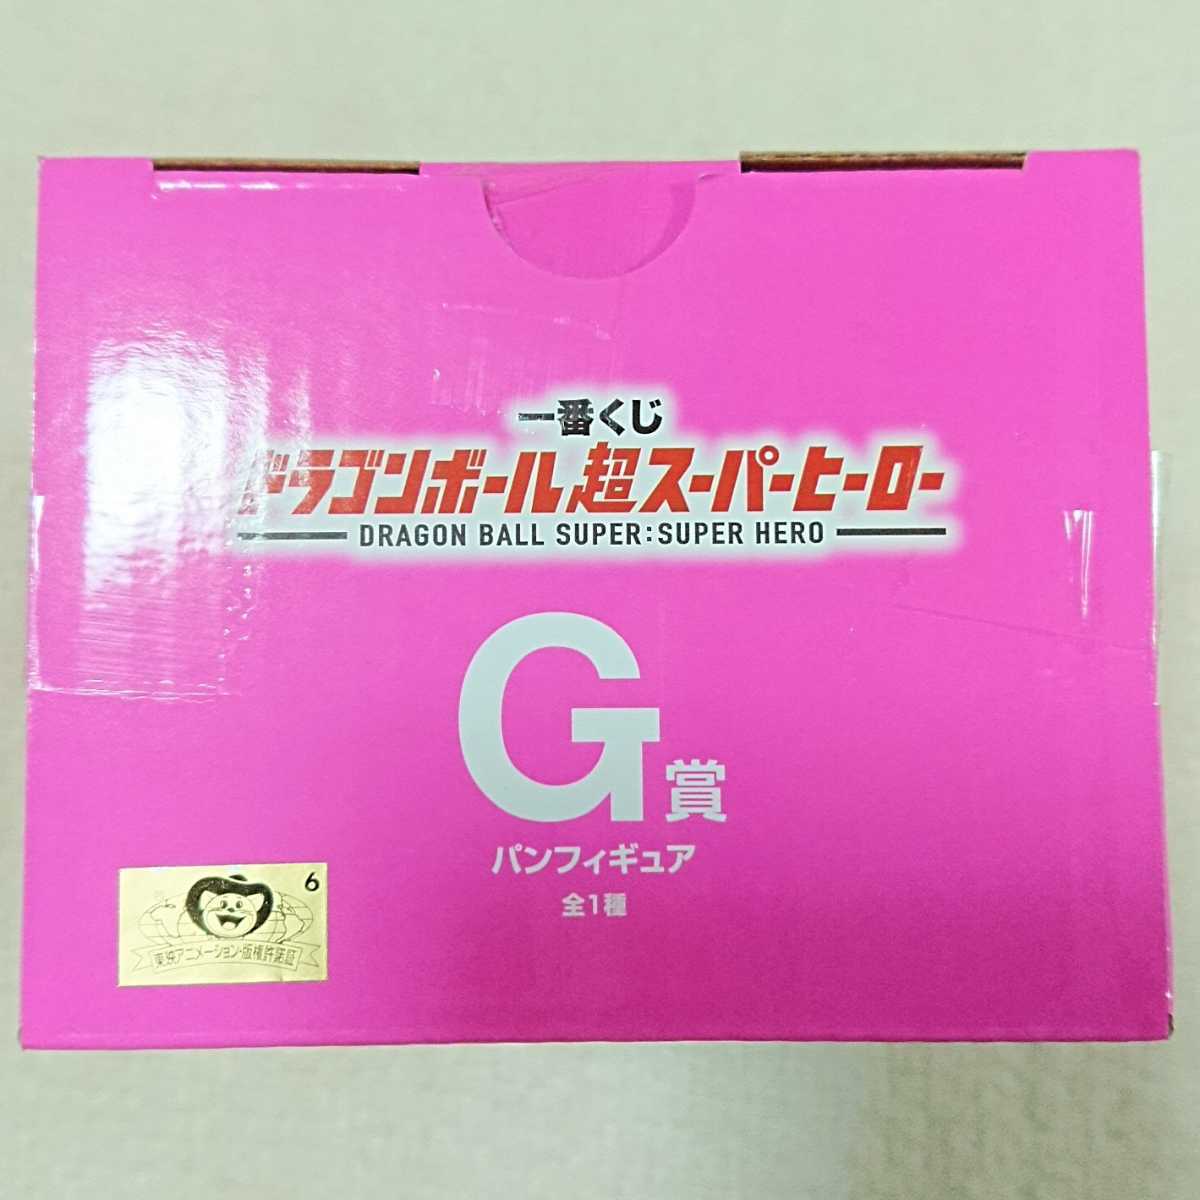 一番くじ
ドラゴンボール超スーパーヒーロー
DRAGON BALL SUPER:SUPER HERO
G賞
パンフィギュア
全1種
6
東映アニメーション・版権許諾証